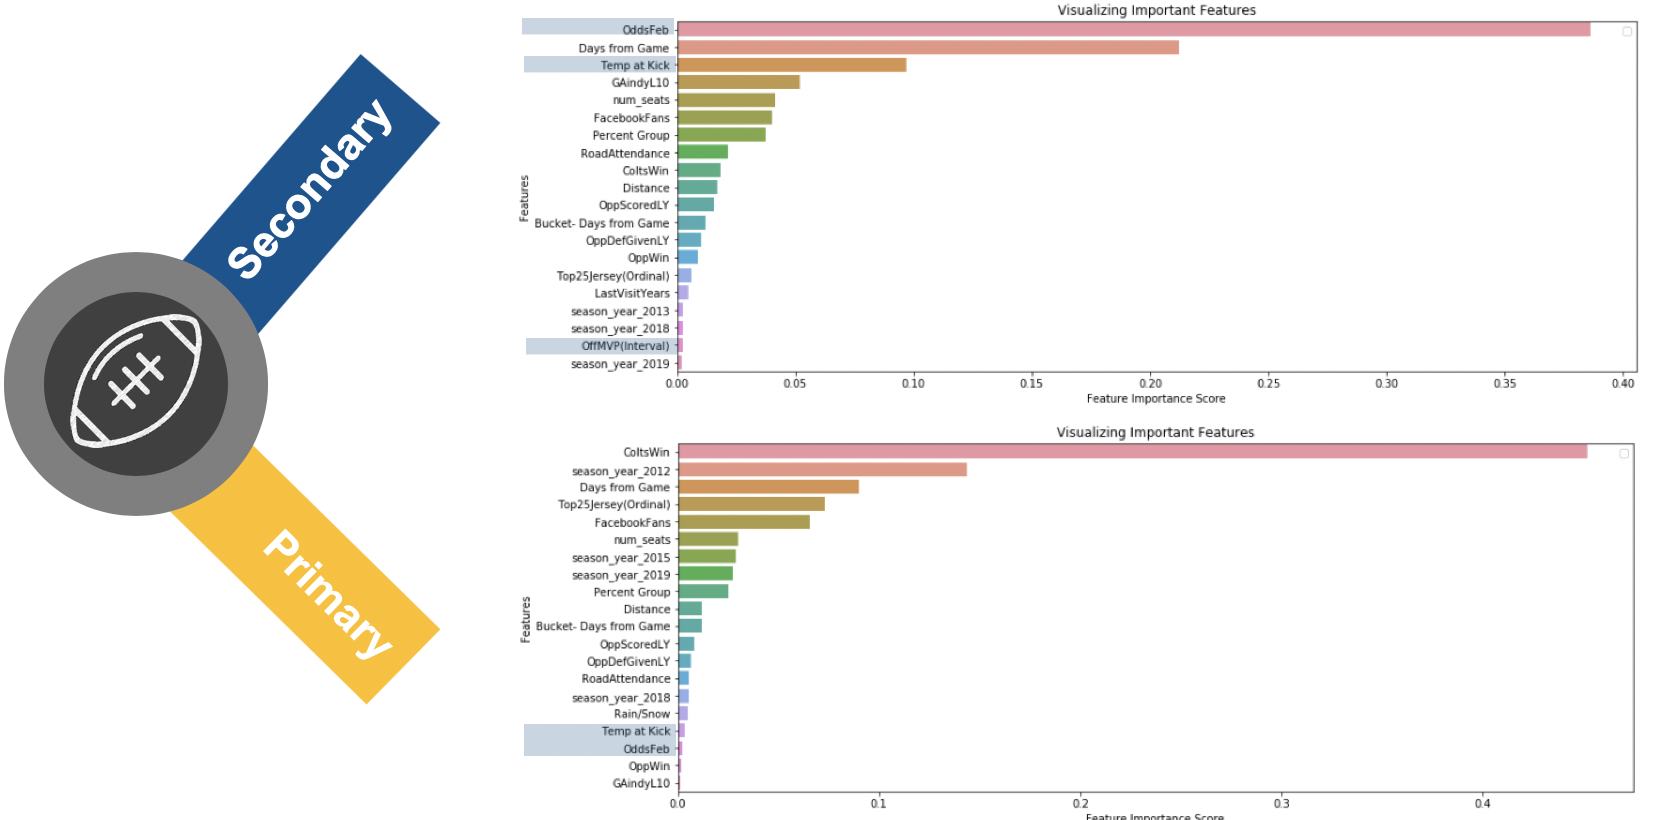 Secondary
Primary
Visualizing Important Features
OddsFeb
Days from Game
Temp at Kick
GAindyL10
num_seats
FacebookFans
Percent Group
RoadAttendance
ColtsWin
Distance
OppScoredLY
Bucket- Days from Game
OppDefGivenLY
OppWin
Top25Jersey(Ordinal)
LastVisitYears
season_year_2013
season_year_2018
OffMVP(Interval)
season_year_2019
Features
0.00 0.05 0.10 0.15 0.20 0.25 0.30 0.35 0.40
Feature Importance Score
Visualizing Important Features
ColtsWin
season_year_2012
Days from Game
Top25Jersey(Ordinal)
FacebookFans
num_seats
season_year_2015
season_year_2019
Percent Group
Distance
Bucket- Days from Game
OppScoredLY
OppDefGivenLY
RoadAttendance
season_year_2018
Rain/Snow
Temp at Kick
OddsFeb
OppWin
GAindyL10
Features
0.0 0.1 0.2 0.3 0.4
Feature Importance Score